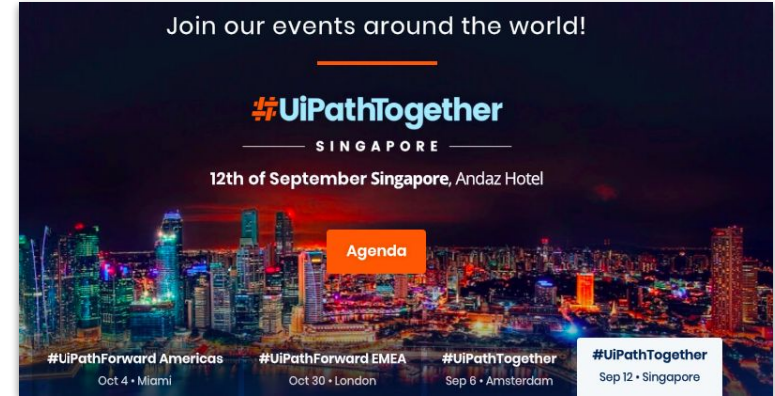 Join our events around the world!
#UiPathTogether
SINGAPORE
12th of September Singapore, Andaz Hotel
Agenda
#UiPathForward Americas
Oct 4 • Miami
#UiPathForward EMEA
Oct 30 • London
#UiPathTogether
Sep 6 • Amsterdam
#UiPathTogether
Sep 12 • Singapore